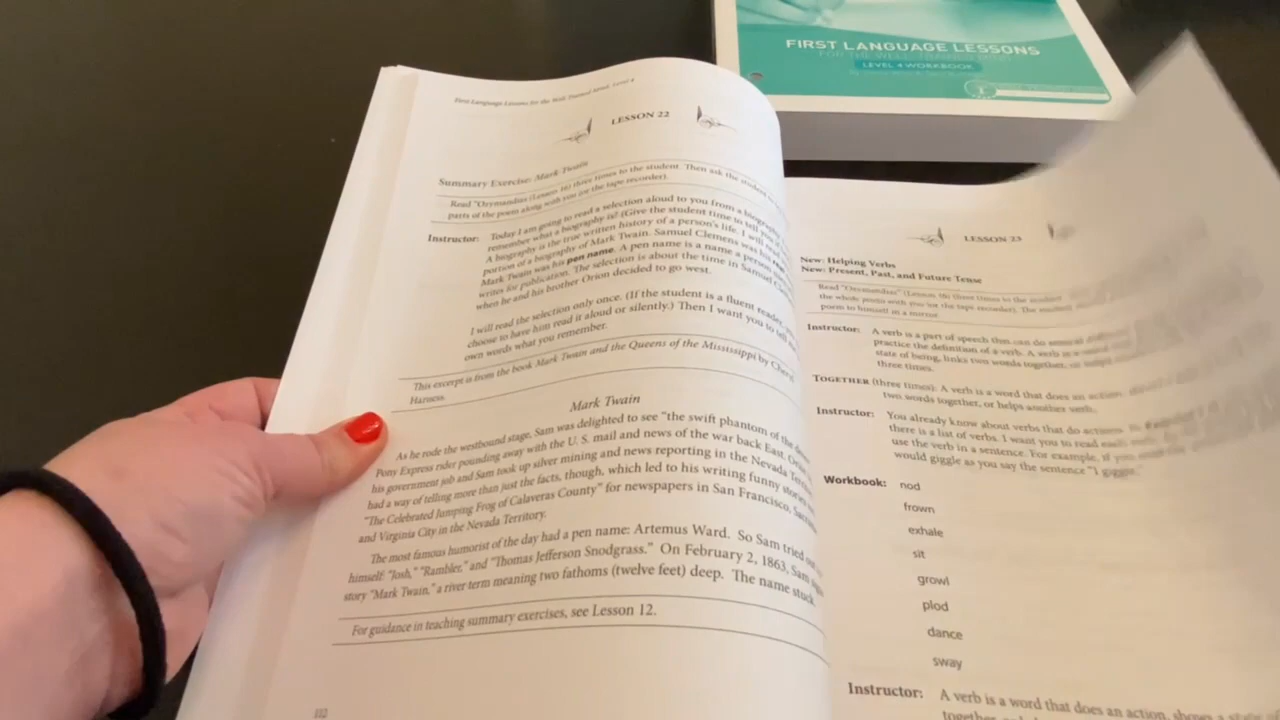 FIRST LANGUAGE LESSONS
FOR THE WELL-TRAINED MIND
LEVEL 4 WORKBOOK
First Language Lessons for the Well-Trained Mind, Level 4
LESSON 22
Summary Exercise: Mark Twain
Read "Ozymandias" (Lesson 16) three times to the student. Then ask the student to
parts of the poem along with you (or the tape recorder).
Instructor: Today I am going to read a selection aloud to you from a biography.
remember what a biography is? (Give the student time to tell you
A biography is the true written history of a person's life. I will read
portion of a biography of Mark Twain. Samuel Clemens was his
Mark Twain was his pen name. A pen name is a name a person
writes for publication. The selection is about the time in Samuel
when he and his brother Orion decided to go west.
I will read the selection only once. (If the student is a fluent reader,
choose to have him read it aloud or silently.) Then I want you to tell me
own words what you remember.
This excerpt is from the book Mark Twain and the Queens of the Mississippi by Cheryl
Harness.
Mark Twain
As he rode the westbound stage, Sam was delighted to see "the swift phantom of the
Pony Express rider pounding away with the U. S. mail and news of the war back East.
his government job and Sam took up silver mining and news reporting in the Nevada
had a way of telling more than just the facts, though, which led to his writing funny stories
"The Celebrated Jumping Frog of Calaveras County" for newspapers in San Francisco,
and Virginia City in the Nevada Territory.
The most famous humorist of the day had a pen name: Artemus Ward. So Sam tried
himself: "Josh," "Rambler," and "Thomas Jefferson Snodgrass." On February 2, 1863, Sam
story "Mark Twain," a river term meaning two fathoms (twelve feet) deep. The name stuck.
For guidance in teaching summary exercises, see Lesson 12.
112
LESSON 23
New: Helping Verbs
New: Present, Past, and Future Tense
Read "Ozymandias" (Lesson 16) three times to the student.
the whole poem with you (or the tape recorder). The student
poem to himself in a mirror.
Instructor: A verb is a part of speech that can do several
practice the definition of a verb. A verb is a
state of being, links two words together, or helps
three times.
TOGETHER (three times): A verb is a word that does an action,
two words together, or helps another verb.
Instructor: You already know about verbs that do actions. In
there is a list of verbs. I want you to read each
use the verb in a sentence. For example, if you
would giggle as you say the sentence "I giggle."
Workbook: nod
frown
exhale
sit
growl
plod
dance
sway
Instructor: A verb is a word that does an action, shows a state
together